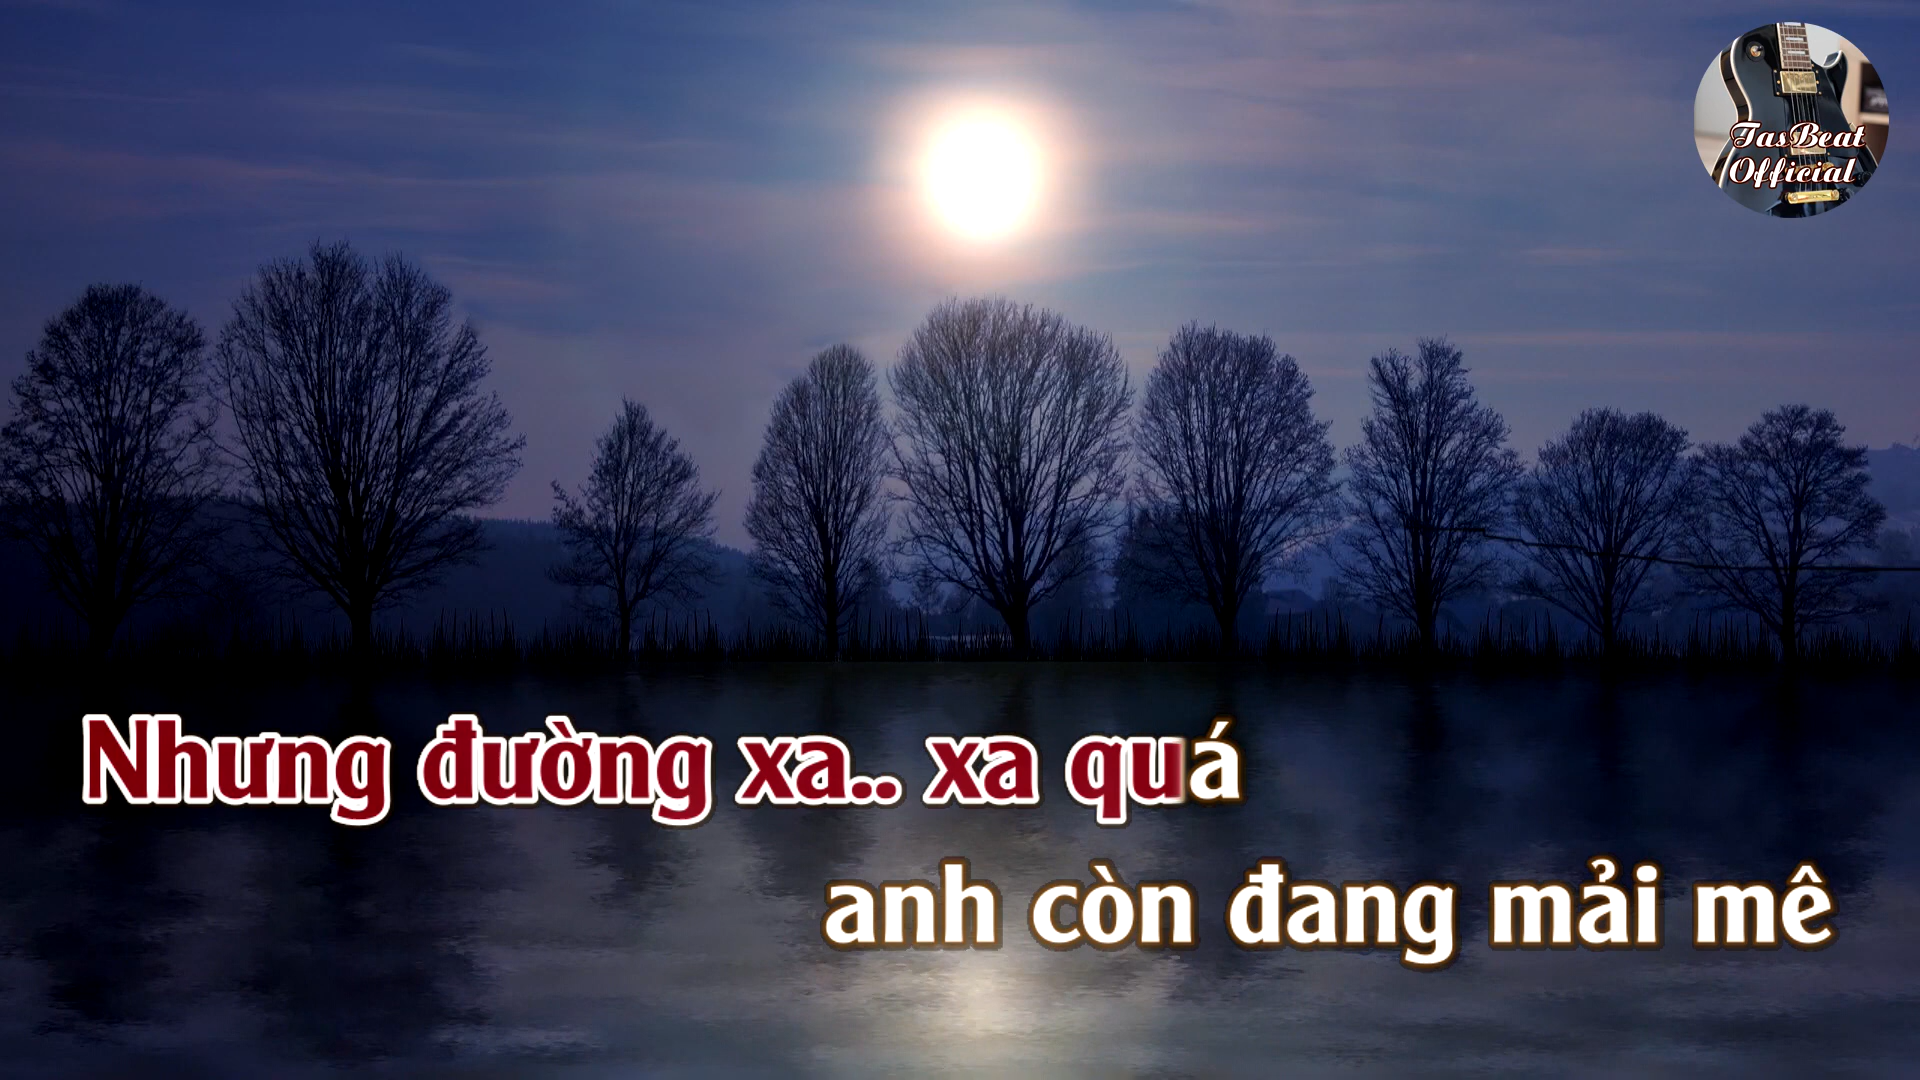 TasBeat
Official
Nhưng đường xa.. xa quá
anh còn đang mải mê